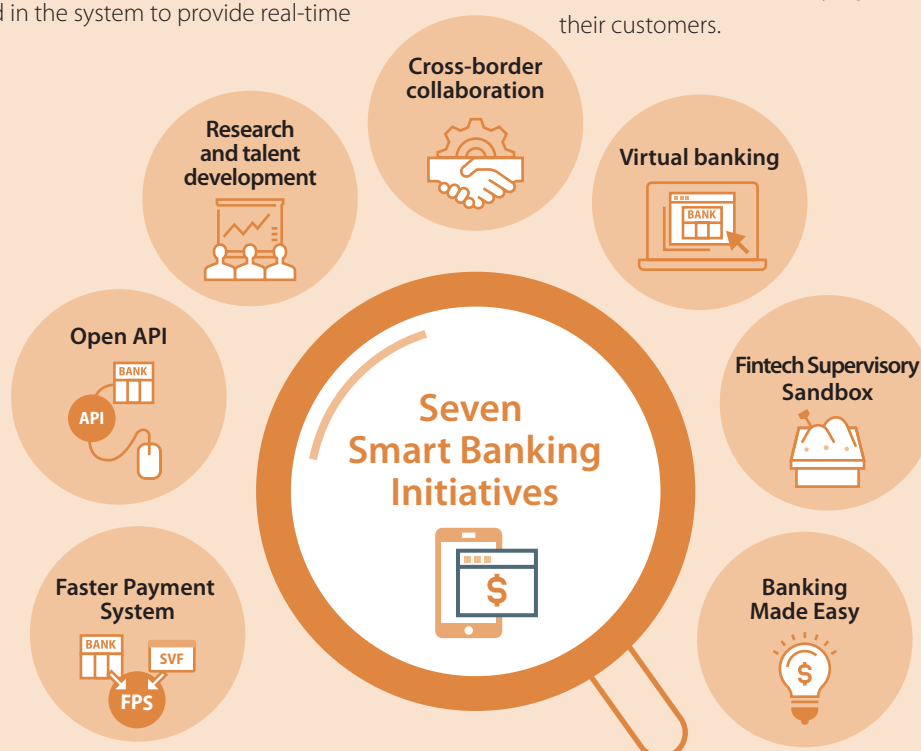 in the system to provide real-time
their customers.
Cross-border
collaboration
Research
and talent
development
Virtual banking
BANK
Open API
BANK
API
Fintech Supervisory
Sandbox
Seven
Smart Banking
Initiatives
$
Faster Payment
System
BANK
SVF
FPS
Banking
Made Easy
$